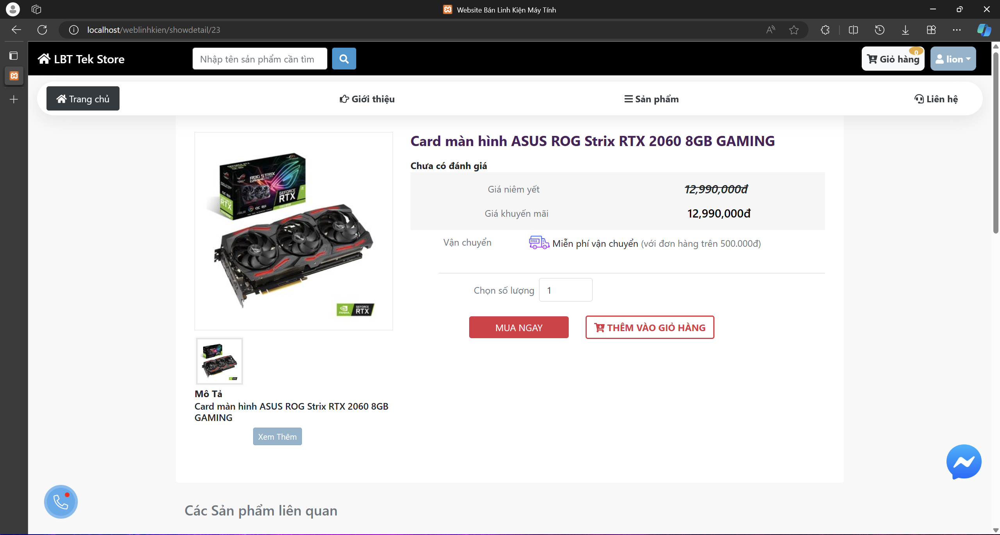 Website Bán Linh Kiện Máy Tính
localhost/weblinhkien/showdetail/23
LBT Tek Store
Nhập tên sản phẩm cần tìm
0
Giỏ hàng
lion
Trang chủ
Giới thiệu
Sản phẩm
Liên hệ
Card màn hình ASUS ROG Strix RTX 2060 8GB GAMING
Chưa có đánh giá
Giá niêm yết
12,990,000đ
Giá khuyến mãi
12,990,000đ
Vận chuyển
FREE
Miễn phí vận chuyển (với đơn hàng trên 500.000đ)
Chọn số lượng
1
MUA NGAY
THÊM VÀO GIỎ HÀNG
ROG STRIX
GAMING
GEFORCE
RTX
RTX
NVIDIA
GEFORCE
RTX
Mô Tả
Card màn hình ASUS ROG Strix RTX 2060 8GB
GAMING
Xem Thêm
Các Sản phẩm liên quan